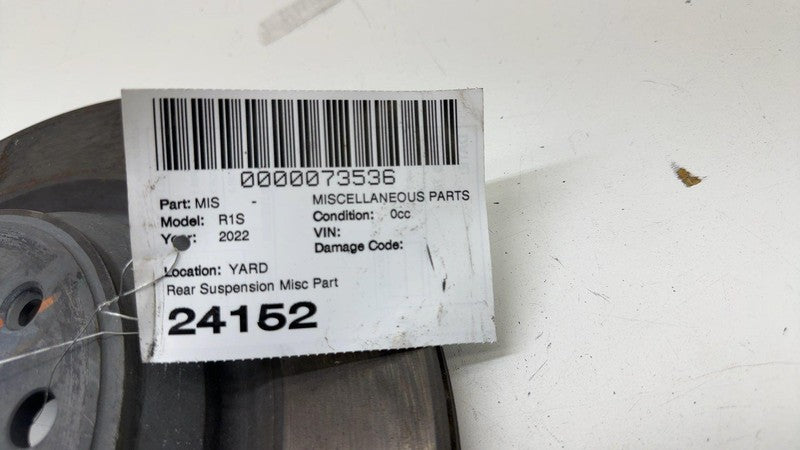 0000073536
Part: MIS - MISCELLANEOUS PARTS
Model: R1S Condition: 0cc
Year: 2022 VIN:
Damage Code:
Location: YARD
Rear Suspension Misc Part
24152